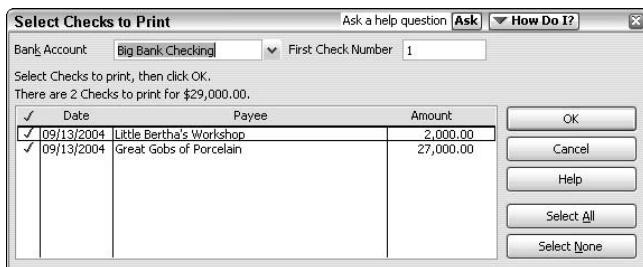 Select Checks to Print Ask a help question Ask How Do I?
Bank Account Big Bank Checking First Check Number 1
Select Checks to print, then click OK.
There are 2 Checks to print for $29,000.00.
✓ Date Payee Amount
✓ 09/13/2004 Little Bertha's Workshop 2,000.00
✓ 09/13/2004 Great Gobs of Porcelain 27,000.00
OK
Cancel
Help
Select All
Select None